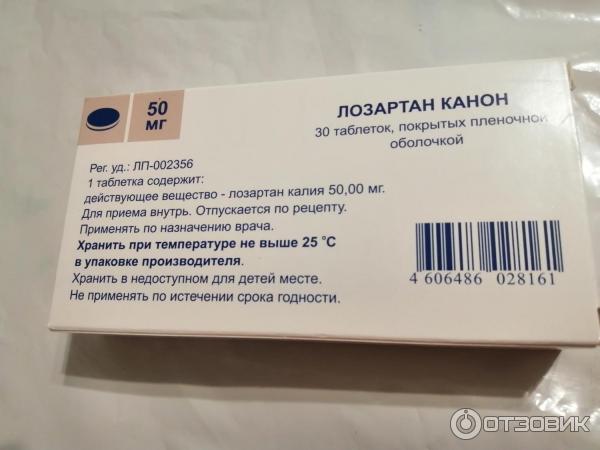 50
мг
ЛОЗАРТАН КАНОН
30 таблеток, покрытых пленочной
оболочкой
Рег. уд.: ЛП-002356
1 таблетка содержит:
действующее вещество - лозартан калия 50,00 мг.
Для приема внутрь. Отпускается по рецепту.
Применять по назначению врача.
Хранить при температуре не выше 25 °С
в упаковке производителя.
Хранить в недоступном для детей месте.
Не применять по истечении срока годности.
4 606486 028161
ОТЗОВИК